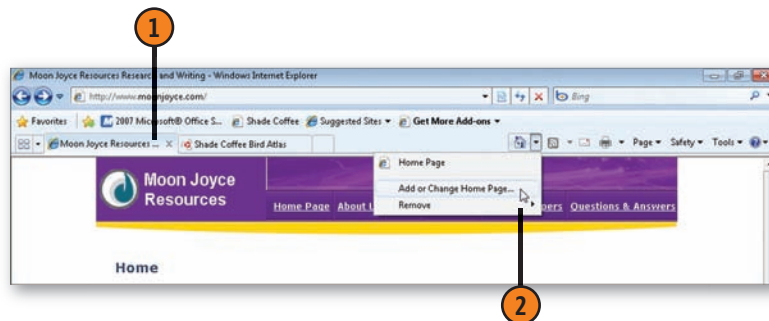 1
Moon Joyce Resources Research and Writing - Windows Internet Explorer
http://www.moonjoyce.com/
Bing
Favorites 2007 Microsoft® Office S... Shade Coffee Suggested Sites Get More Add-ons
Moon Joyce Resources ... X Shade Coffee Bird Atlas Page Safety Tools
Home Page
Add or Change Home Page...
Remove
Moon Joyce
Resources
Home Page About Questions & Answers
Home
2